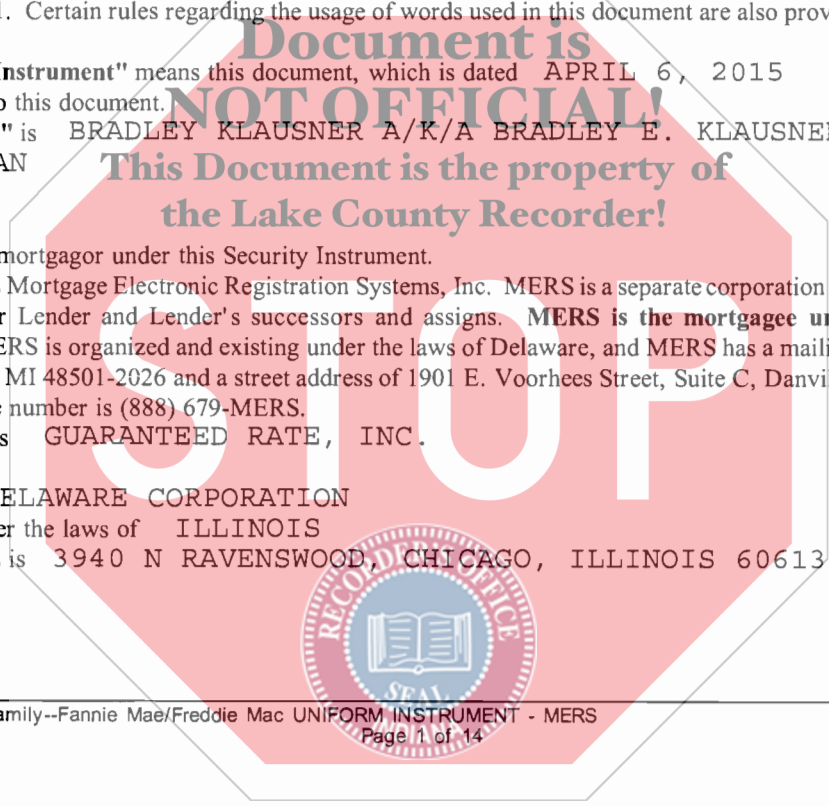 . Certain rules regarding the usage of words used in this document are also prov
Document is
Instrument" means this document, which is dated APRIL 6, 2015
o this document.
NOT OFFICIAL!
" is BRADLEY KLAUSNER A/K/A BRADLEY E. KLAUSNE
AN
This Document is the property of
the Lake County Recorder!
mortgagor under this Security Instrument.
Mortgage Electronic Registration Systems, Inc. MERS is a separate corporation
r Lender and Lender's successors and assigns. MERS is the mortgagee un
ERS is organized and existing under the laws of Delaware, and MERS has a maili
MI 48501-2026 and a street address of 1901 E. Voorhees Street, Suite C, Danvi
e number is (888) 679-MERS.
STOP
s GUARANTEED RATE, INC.
ELAWARE CORPORATION
er the laws of ILLINOIS
is 3940 N RAVENSWOOD, CHICAGO, ILLINOIS 60613
RECORDER'S OFFICE
SEAL
INDIANA
amily--Fannie Mae/Freddie Mac UNIFORM INSTRUMENT - MERS
Page 1 of 14